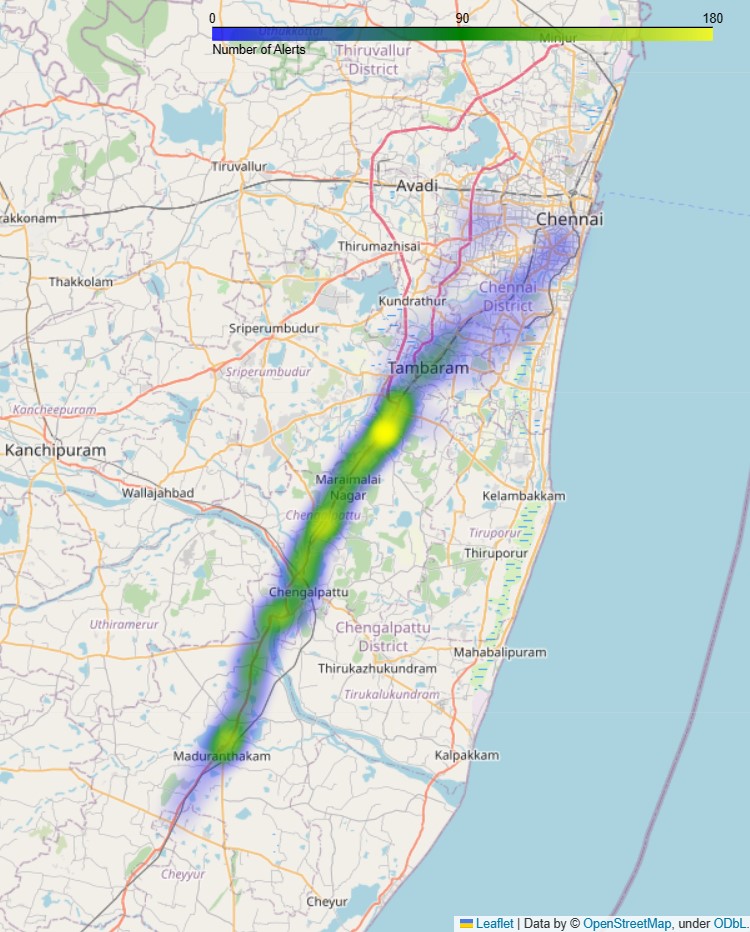 0 90 180
Uthukkottai
Number of Alerts
Minjur
Thiruvallur
District
Tiruvallur
Avadi
rakkonam
Chennai
Thirumazhisai
Thakkolam
Chennai
District
Kundrathur
Sriperumbudur
Tambaram
Sriperumbudur
Kancheepuram
Kanchipuram
Maraimalai
Nagar
Wallajahbad
Kelambakkam
Chengalpattu
Tiruporur
Thiruporur
Chengalpattu
Uthiramerur
Chengalpattu
District
Mahabalipuram
Thirukazhukundram
Tirukalukundram
Maduranthakam
Kalpakkam
Cheyyur
Cheyur
Leaflet | Data by © OpenStreetMap, under ODbL.